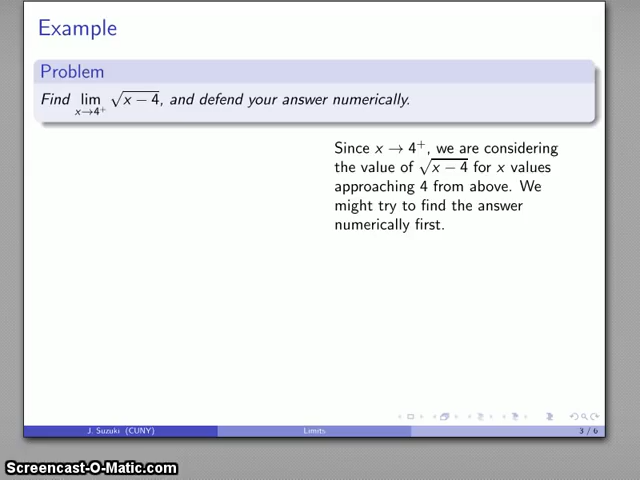 Example
Problem
Find lim x→4⁺ √(x − 4), and defend your answer numerically.
Since x → 4⁺, we are considering
the value of √(x − 4) for x values
approaching 4 from above. We
might try to find the answer
numerically first.
J. Suzuki (CUNY) Limits 3 / 6
Screencast-O-Matic.com